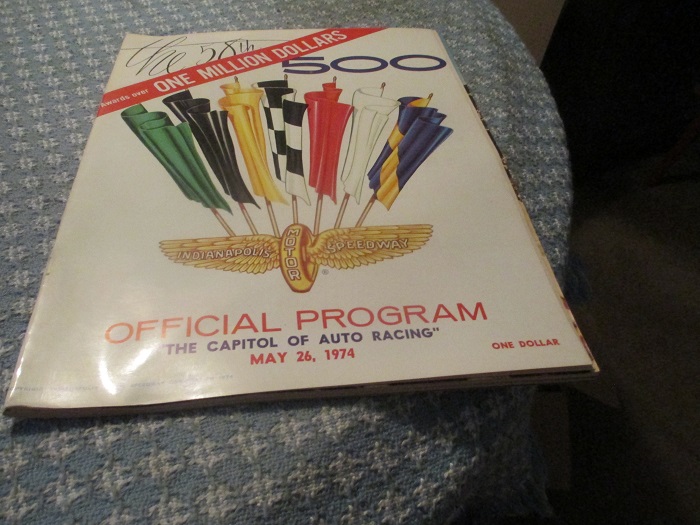 The 58th
500
Awards over ONE MILLION DOLLARS
INDIANAPOLIS MOTOR SPEEDWAY
®
OFFICIAL PROGRAM
"THE CAPITOL OF AUTO RACING"
MAY 26, 1974
ONE DOLLAR